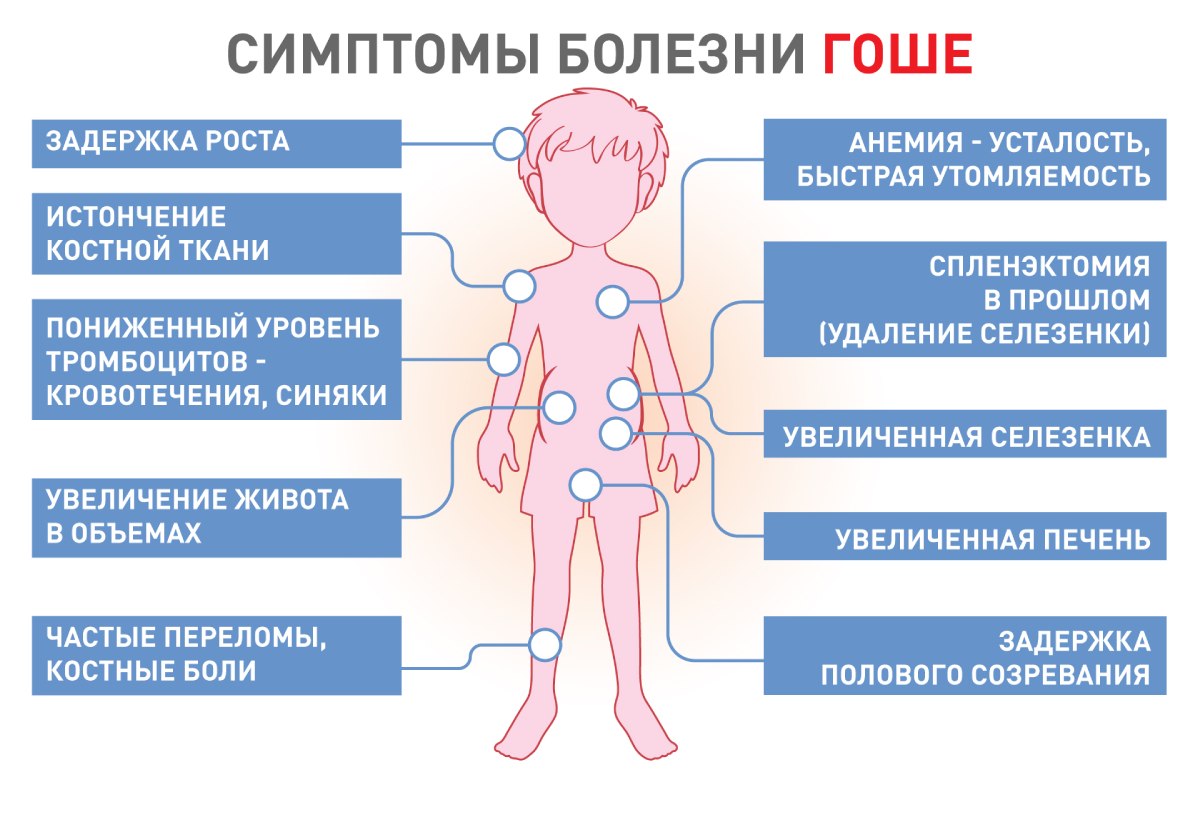 СИМПТОМЫ БОЛЕЗНИ ГОШЕ
ЗАДЕРЖКА РОСТА
ИСТОНЧЕНИЕ
КОСТНОЙ ТКАНИ
ПОНИЖЕННЫЙ УРОВЕНЬ
ТРОМБОЦИТОВ -
КРОВОТЕЧЕНИЯ, СИНЯКИ
УВЕЛИЧЕНИЕ ЖИВОТА
В ОБЪЕМАХ
ЧАСТЫЕ ПЕРЕЛОМЫ,
КОСТНЫЕ БОЛИ
АНЕМИЯ - УСТАЛОСТЬ,
БЫСТРАЯ УТОМЛЯЕМОСТЬ
СПЛЕНЭКТОМИЯ
В ПРОШЛОМ
(УДАЛЕНИЕ СЕЛЕЗЕНКИ)
УВЕЛИЧЕННАЯ СЕЛЕЗЕНКА
УВЕЛИЧЕННАЯ ПЕЧЕНЬ
ЗАДЕРЖКА
ПОЛОВОГО СОЗРЕВАНИЯ